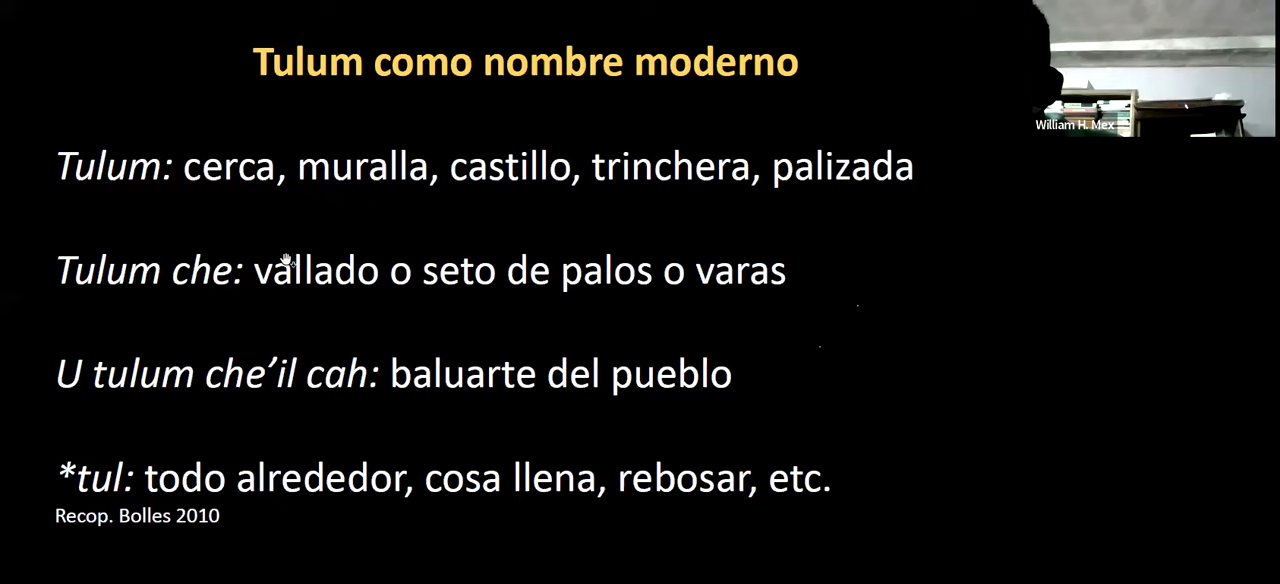 Tulum como nombre moderno
William H. Mex
Tulum: cerca, muralla, castillo, trinchera, palizada
Tulum che: vallado o seto de palos o varas
U tulum che’il cah: baluarte del pueblo
*tul: todo alrededor, cosa llena, rebosar, etc.
Recop. Bolles 2010